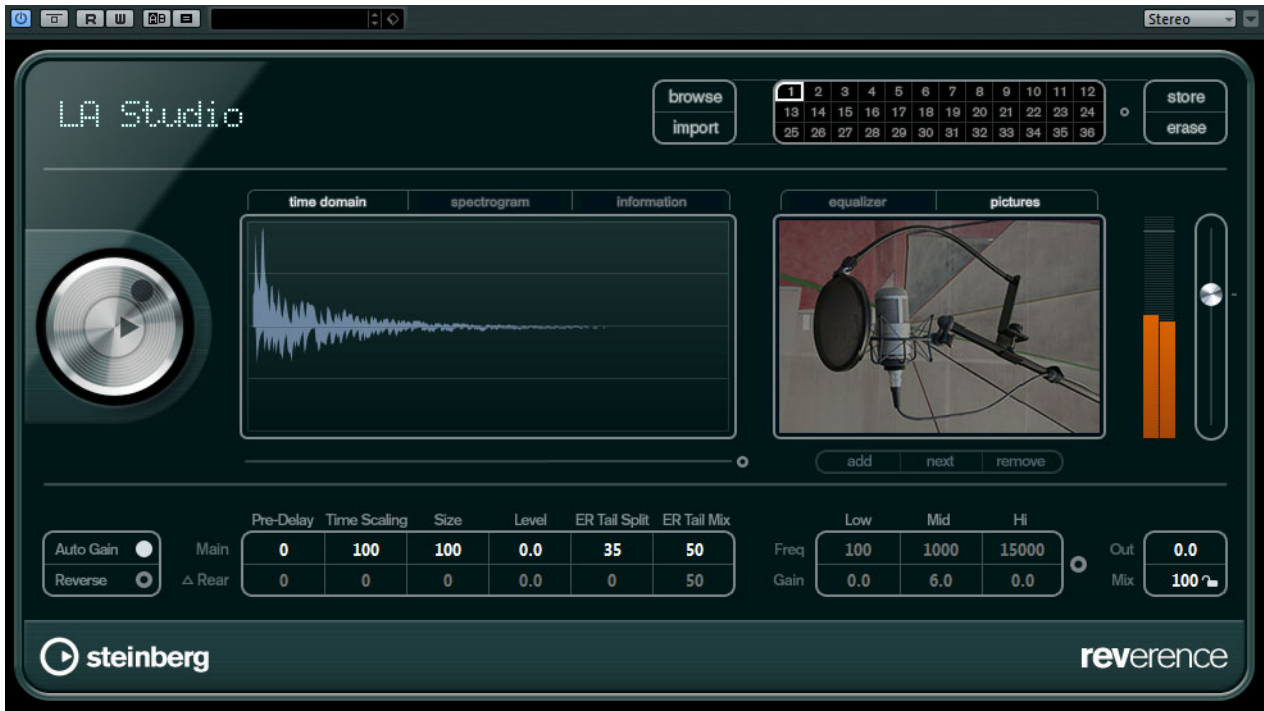 R W A B Stereo
LA Studio
browse
import
1 2 3 4 5 6 7 8 9 10 11 12
13 14 15 16 17 18 19 20 21 22 23 24
25 26 27 28 29 30 31 32 33 34 35 36
store
erase
time domain spectrogram information
equalizer pictures
add next remove
Pre-Delay Time Scaling Size Level ER Tail Split ER Tail Mix
Low Mid Hi
Auto Gain Main 0 100 100 0.0 35 50 Freq 100 1000 15000 Out 0.0
Reverse △ Rear 0 0 0 0.0 0 50 Gain 0.0 6.0 0.0 Mix 100
steinberg reverence